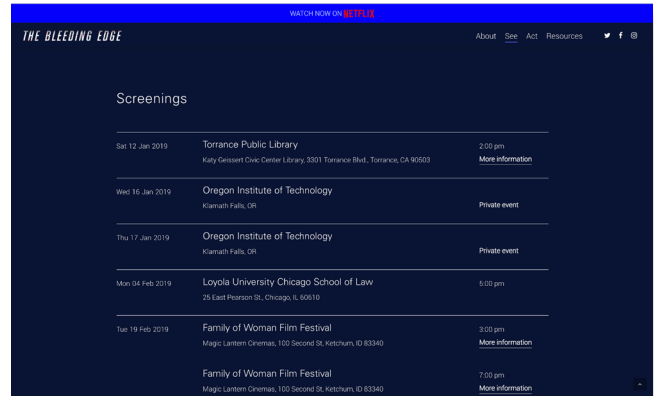 WATCH NOW ON NETFLIX
THE BLEEDING EDGE
About See Act Resources
Screenings
Sat 12 Jan 2019 Torrance Public Library 2:00 pm
Katy Geissert Civic Center Library, 3301 Torrance Blvd., Torrance, CA 90503 More information
Wed 16 Jan 2019 Oregon Institute of Technology
Klamath Falls, OR Private event
Thu 17 Jan 2019 Oregon Institute of Technology
Klamath Falls, OR Private event
Mon 04 Feb 2019 Loyola University Chicago School of Law 5:00 pm
25 East Pearson St., Chicago, IL 60610
Tue 19 Feb 2019 Family of Woman Film Festival 3:00 pm
Magic Lantern Cinemas, 100 Second St, Ketchum, ID 83340 More information
Family of Woman Film Festival 7:00 pm
Magic Lantern Cinemas, 100 Second St, Ketchum, ID 83340 More information